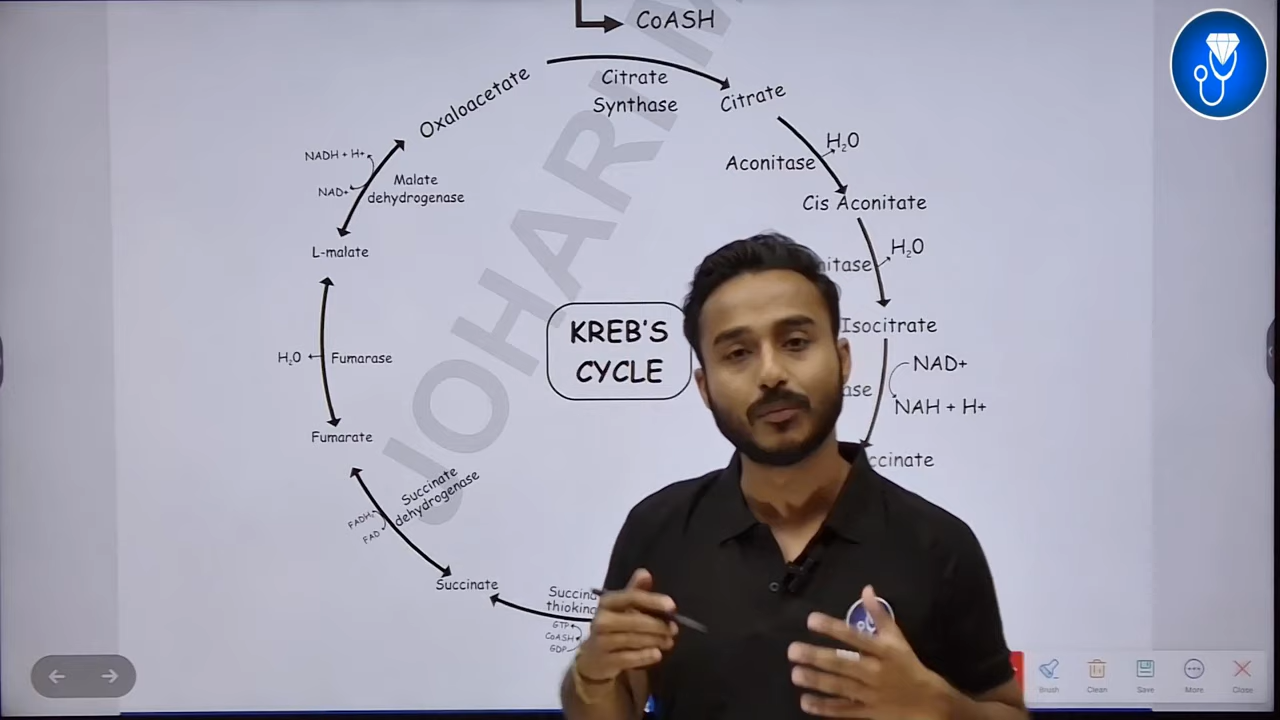 CoASH
Citrate
Synthase
Oxaloacetate
Citrate
H₂O
Aconitase
Cis Aconitate
H₂O
Isocitrate
NAD+
NAH + H+
NADH + H+
NAD+
Malate
dehydrogenase
L-malate
H₂O
Fumarase
Fumarate
KREB'S
CYCLE
Succinate
dehydrogenase
FADH₂
FAD
Succinate
GTP
CoASH
GDP
JOHARI
Brush
Clean
Save
More
Close